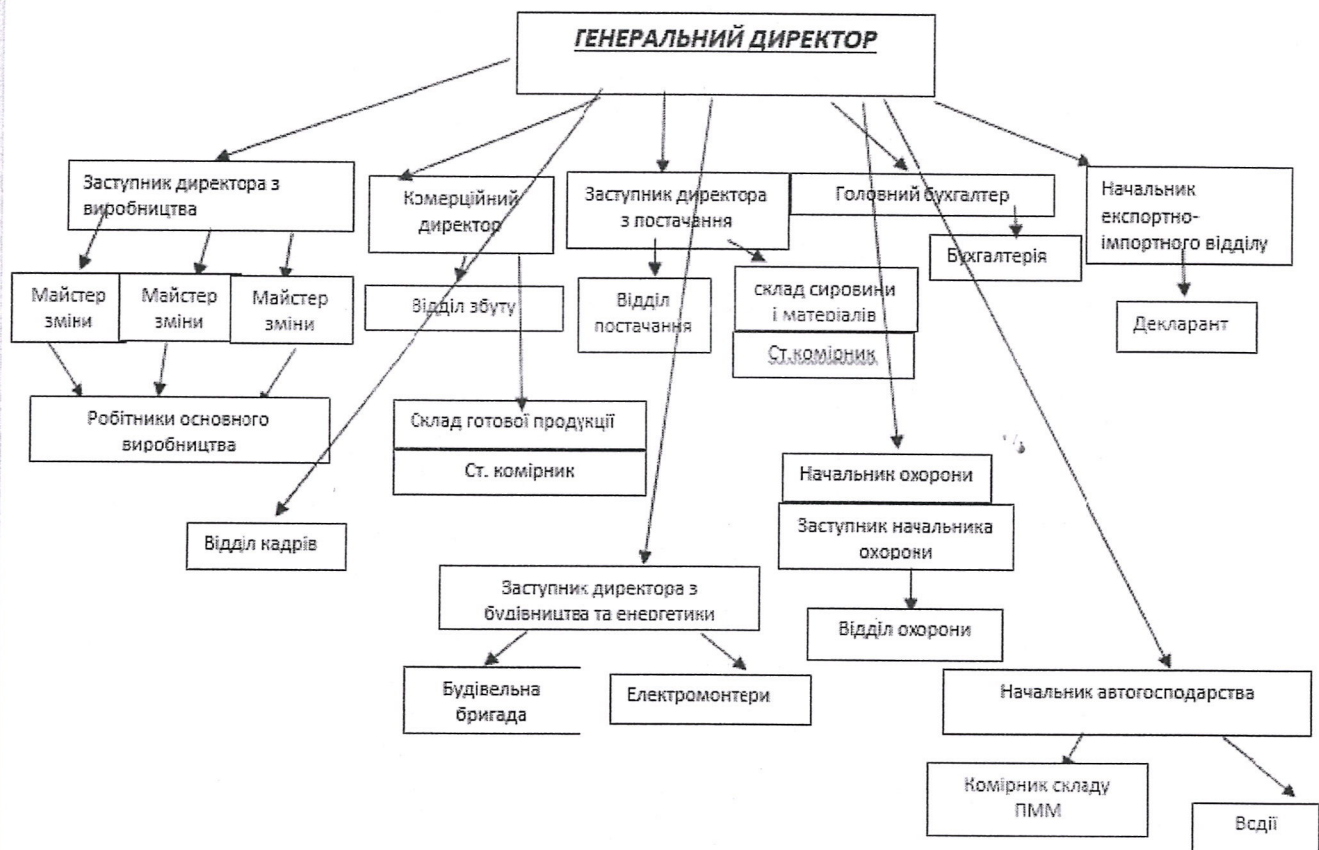 ГЕНЕРАЛЬНИЙ ДИРЕКТОР
Заступник директора з
виробництва
Комерційний
директор
Заступник директора
з постачання
Головний бухгалтер
Начальник
експортно-
імпортного відділу
Бухгалтерія
Майстер
зміни
Майстер
зміни
Майстер
зміни
Відділ збуту
Відділ
постачання
склад сировини
і матеріалів
Ст.комірник
Декларант
Робітники основного
виробництва
Склад готової продукції
Ст. комірник
Начальник охорони
Заступник начальника
охорони
Відділ кадрів
Заступник директора з
будівництва та енергетики
Відділ охорони
Будівельна
бригада
Електромонтери
Начальник автогосподарства
Комірник складу
ПММ
Водії